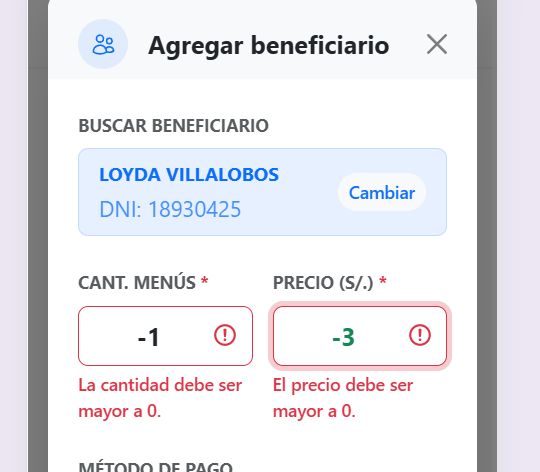 Agregar beneficiario
BUSCAR BENEFICIARIO
LOYDA VILLALOBOS
DNI: 18930425
Cambiar
CANT. MENÚS *
PRECIO (S/.) *
-1
-3
La cantidad debe ser
mayor a 0.
El precio debe ser
mayor a 0.
MÉTODO DE PAGO